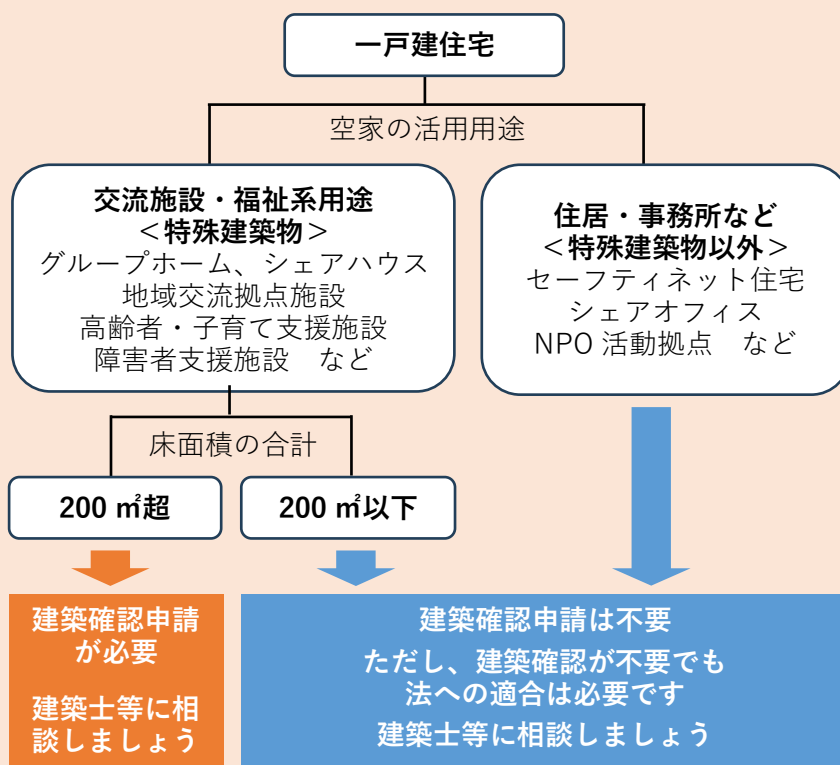 一戸建住宅
空家の活用用途
交流施設・福祉系用途
＜特殊建築物＞
グループホーム、シェアハウス
地域交流拠点施設
高齢者・子育て支援施設
障害者支援施設　など
住居・事務所など
＜特殊建築物以外＞
セーフティネット住宅
シェアオフィス
NPO 活動拠点　など
床面積の合計
200 ㎡超
200 ㎡以下
建築確認申請
が必要
建築士等に相
談しましょう
建築確認申請は不要
ただし、建築確認が不要でも
法への適合は必要です
建築士等に相談しましょう